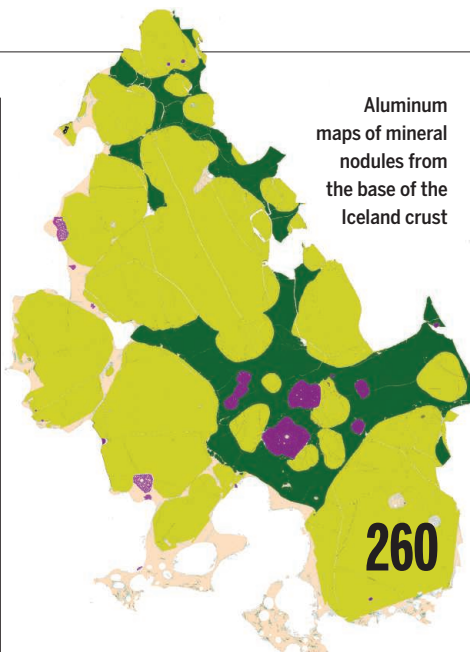 Aluminum
maps of mineral
nodules from
the base of the
Iceland crust
260